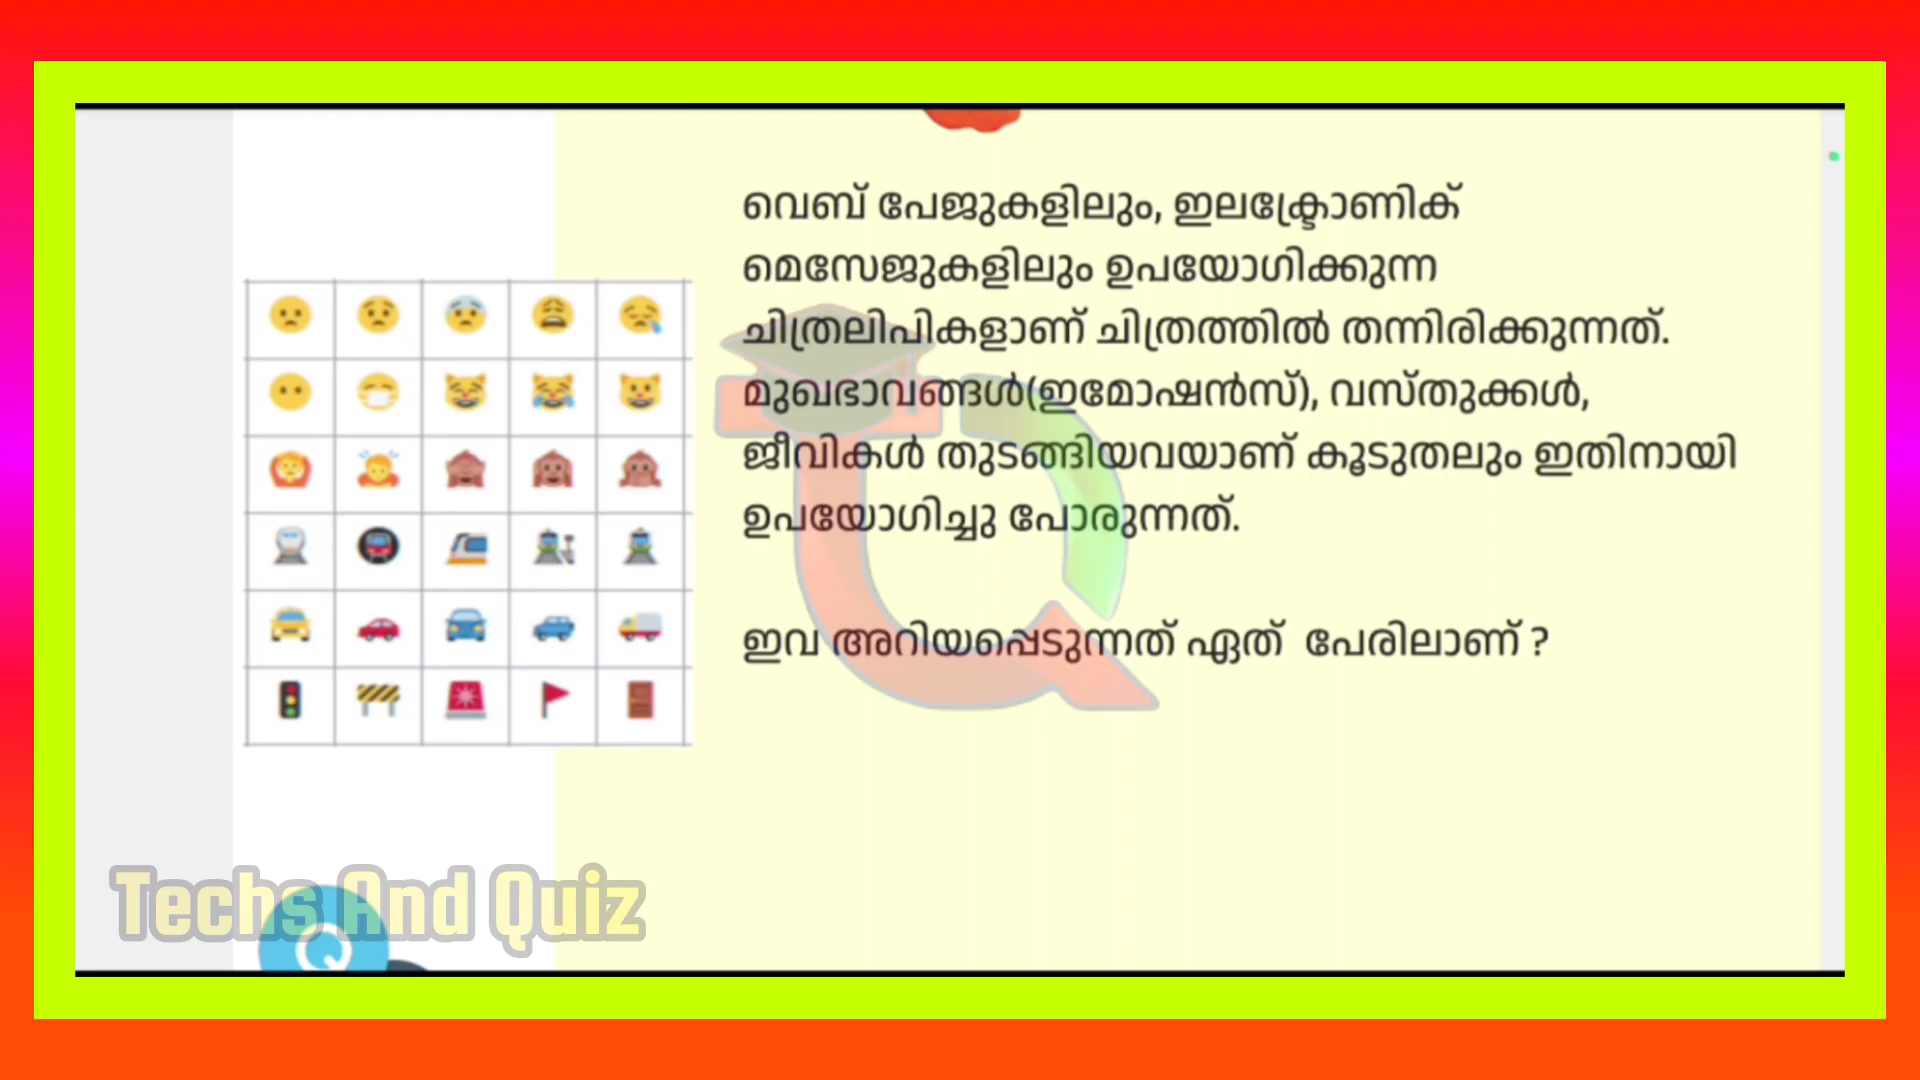 വെബ് പേജുകളിലും, ഇലക്ട്രോണിക്
മെസേജുകളിലും ഉപയോഗിക്കുന്ന
ചിത്രലിപികളാണ് ചിത്രത്തിൽ തന്നിരിക്കുന്നത്.
മുഖഭാവങ്ങൾ(ഇമോഷൻസ്), വസ്തുക്കൾ,
ജീവികൾ തുടങ്ങിയവയാണ് കൂടുതലും ഇതിനായി
ഉപയോഗിച്ചു പോരുന്നത്.
ഇവ അറിയപ്പെടുന്നത് ഏത് പേരിലാണ് ?
Techs And Quiz